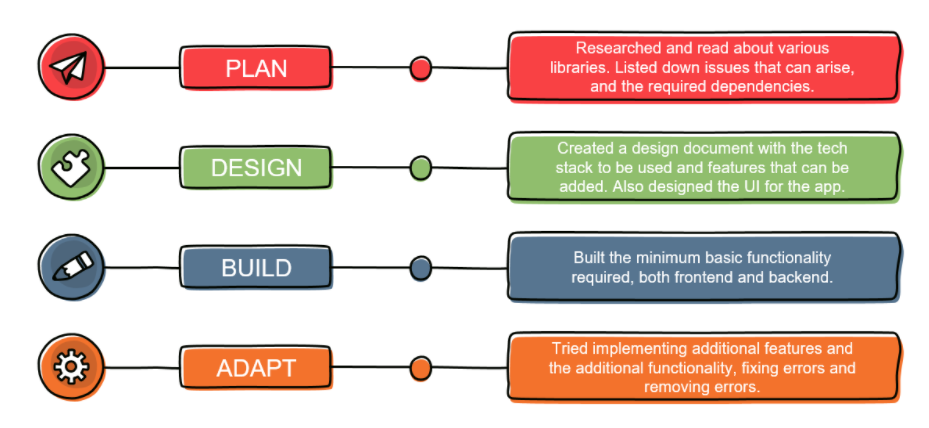 PLAN
Researched and read about various
libraries. Listed down issues that can arise,
and the required dependencies.
DESIGN
Created a design document with the tech
stack to be used and features that can be
added. Also designed the UI for the app.
BUILD
Built the minimum basic functionality
required, both frontend and backend.
ADAPT
Tried implementing additional features and
the additional functionality, fixing errors and
removing errors.